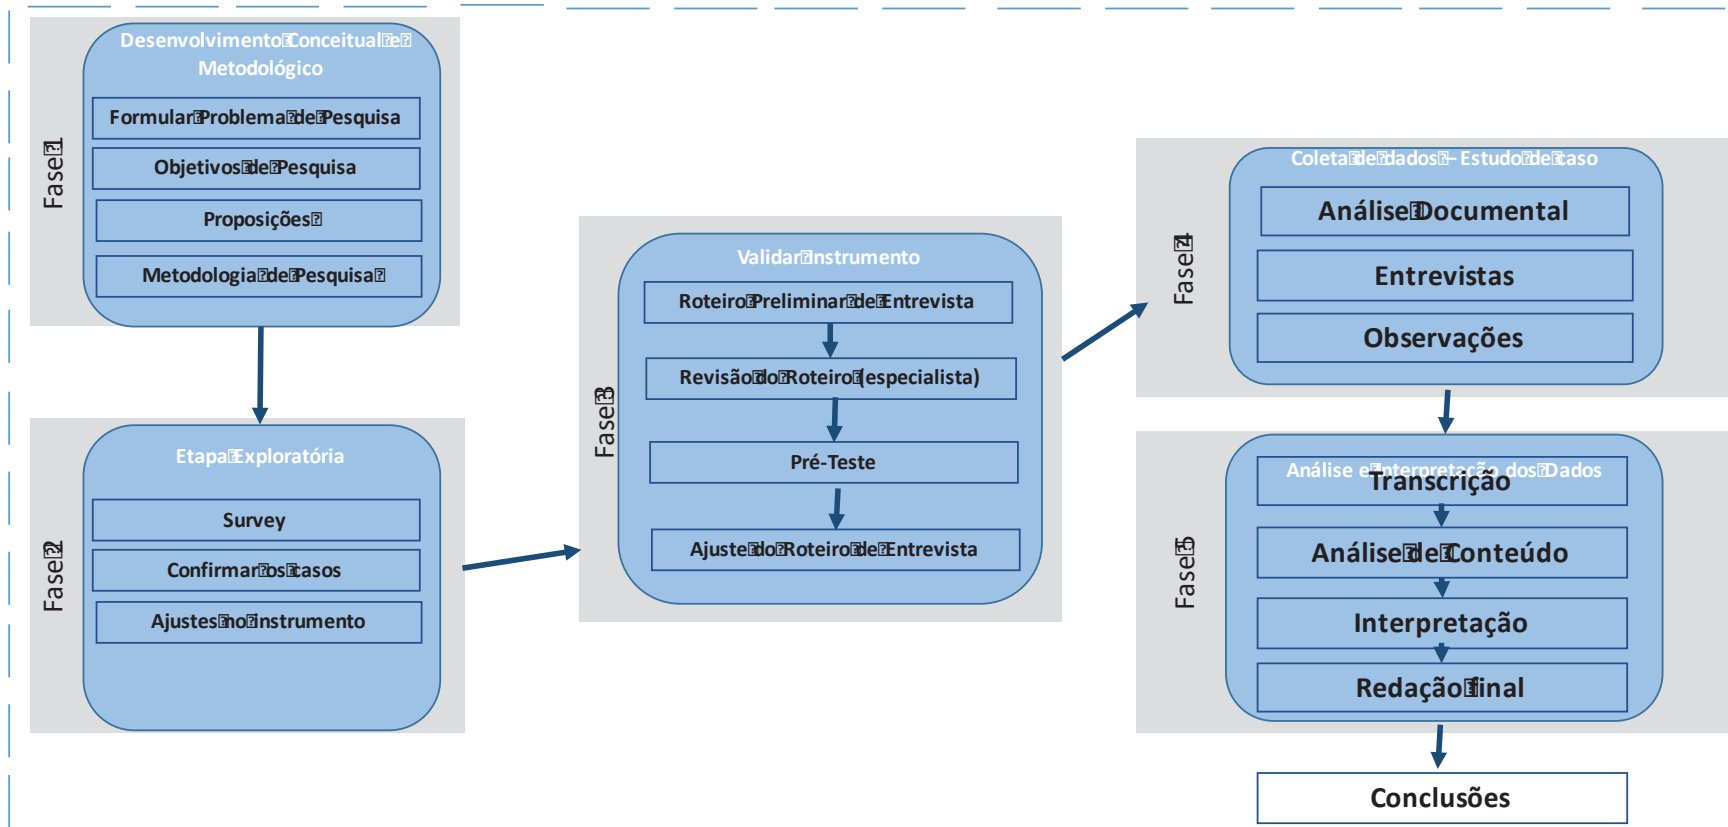 Fase 1
Desenvolvimento Conceitual e
Metodológico
Formular Problema de Pesquisa
Objetivos de Pesquisa
Proposições
Metodologia de Pesquisa
Fase 2
Etapa Exploratória
Survey
Confirmar os casos
Ajustes no instrumento
Fase 3
Validar Instrumento
Roteiro Preliminar de Entrevista
Revisão do Roteiro (especialista)
Pré-Teste
Ajuste do Roteiro de Entrevista
Fase 4
Coleta de dados – Estudo de caso
Análise Documental
Entrevistas
Observações
Fase 5
Análise e Interpretação dos Dados
Transcrição
Análise de Conteúdo
Interpretação
Redação final
Conclusões